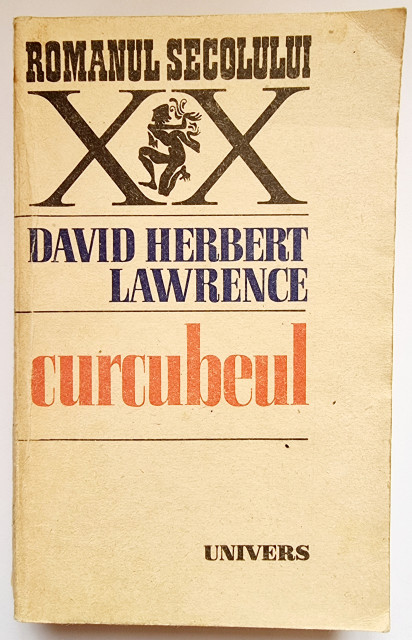 ROMANUL SECOLULUI
XX
DAVID HERBERT
LAWRENCE
curcubeul
UNIVERS